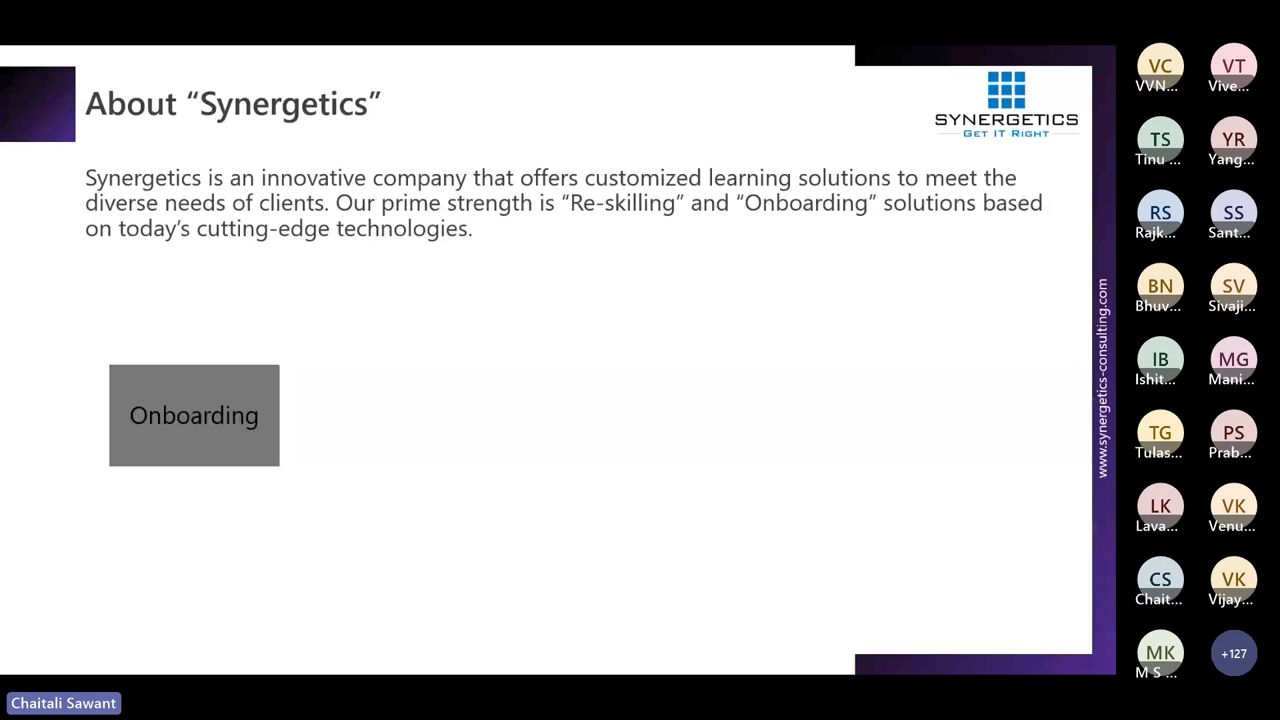 About “Synergetics”
SYNERGETICS
GET IT RIGHT
Synergetics is an innovative company that offers customized learning solutions to meet the
diverse needs of clients. Our prime strength is “Re-skilling” and “Onboarding” solutions based
on today’s cutting-edge technologies.
Onboarding
www.synergetics-consulting.com
VC
VVN...
VT
Vive...
TS
Tinu ...
YR
Yang...
RS
Rajk...
SS
Sant...
BN
Bhuv...
SV
Sivaji...
IB
Ishit...
MG
Mani...
TG
Tulas...
PS
Prab...
LK
Lava...
VK
Venu...
CS
Chait...
VK
Vijay...
MK
M S ...
+127
Chaitali Sawant